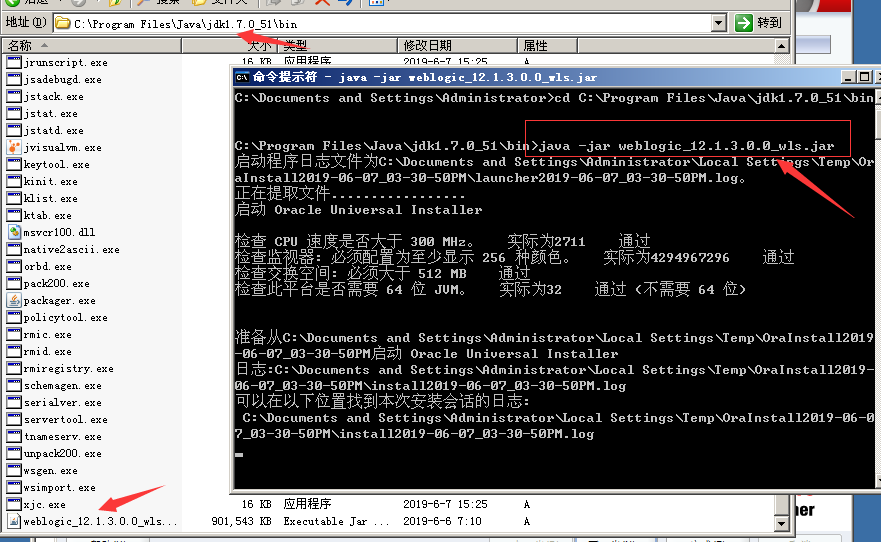 后退 搜索 文件夹
地址(D) C:\Program Files\Java\jdk1.7.0_51\bin 转到
名称 大小 类型 修改日期 属性
jrunscript.exe 16 KB 应用程序 2019-6-7 15:25 A
jsadebugd.exe
jstack.exe
jstat.exe
jstatd.exe
jvisualvm.exe
keytool.exe
kinit.exe
klist.exe
ktab.exe
msvcr100.dll
native2ascii.exe
orbd.exe
pack200.exe
packager.exe
policytool.exe
rmic.exe
rmid.exe
rmiregistry.exe
schemagen.exe
serialver.exe
servertool.exe
tnameserv.exe
unpack200.exe
wsgen.exe
wsimport.exe
xjc.exe 16 KB 应用程序 2019-6-7 15:25 A
weblogic_12.1.3.0.0_wls... 901,543 KB Executable Jar ... 2019-6-6 7:10 A
命令提示符 - java -jar weblogic_12.1.3.0.0_wls.jar
C:\Documents and Settings\Administrator>cd C:\Program Files\Java\jdk1.7.0_51\bin
C:\Program Files\Java\jdk1.7.0_51\bin>java -jar weblogic_12.1.3.0.0_wls.jar
启动程序日志文件为C:\Documents and Settings\Administrator\Local Settings\Temp\Or
aInstall2019-06-07_03-30-50PM\launcher2019-06-07_03-30-50PM.log。
正在提取文件.................
启动 Oracle Universal Installer
检查 CPU 速度是否大于 300 MHz。 实际为2711 通过
检查监视器: 必须配置为至少显示 256 种颜色。 实际为4294967296 通过
检查交换空间: 必须大于 512 MB 通过
检查此平台是否需要 64 位 JVM。 实际为32 通过 (不需要 64 位)
准备从C:\Documents and Settings\Administrator\Local Settings\Temp\OraInstall2019
-06-07_03-30-50PM启动 Oracle Universal Installer
日志:C:\Documents and Settings\Administrator\Local Settings\Temp\OraInstall2019-
06-07_03-30-50PM\install2019-06-07_03-30-50PM.log
可以在以下位置找到本次安装会话的日志:
C:\Documents and Settings\Administrator\Local Settings\Temp\OraInstall2019-06-0
7_03-30-50PM\install2019-06-07_03-30-50PM.log